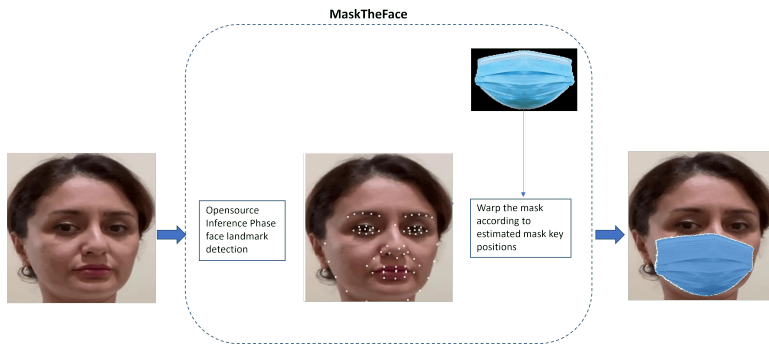 MaskTheFace
Opensource
Inference Phase
face landmark
detection
Warp the mask
according to
estimated mask key
positions